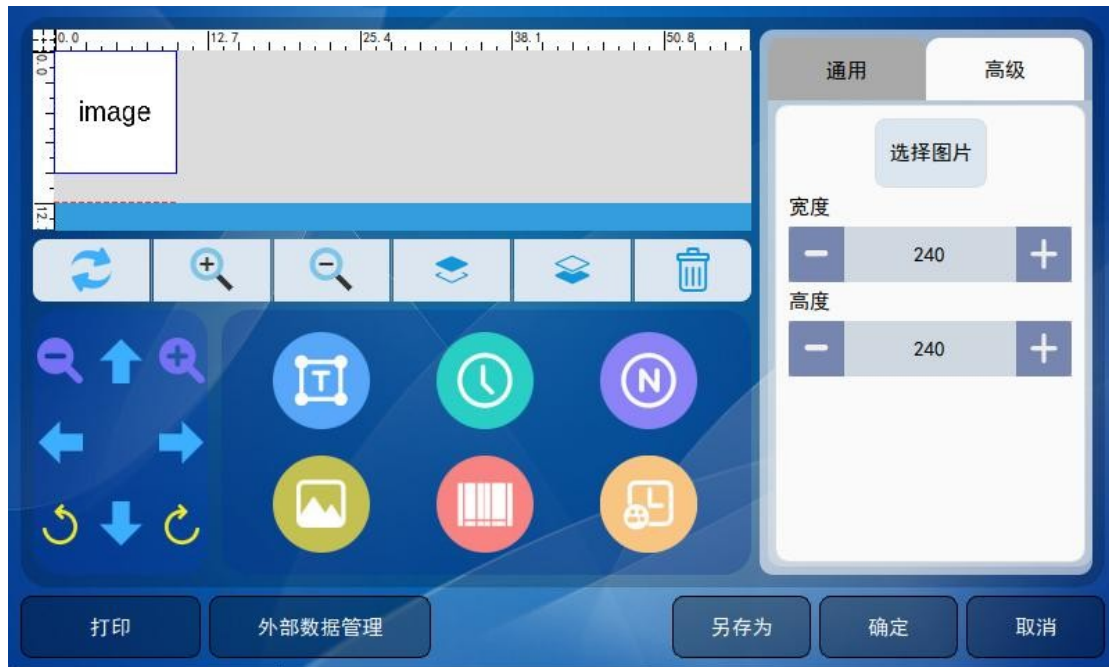 0.0 12.7 25.4 38.1 50.8
0.0
image
12.
通用 高级
选择图片
宽度
240
高度
240
T
N
打印 外部数据管理 另存为 确定 取消